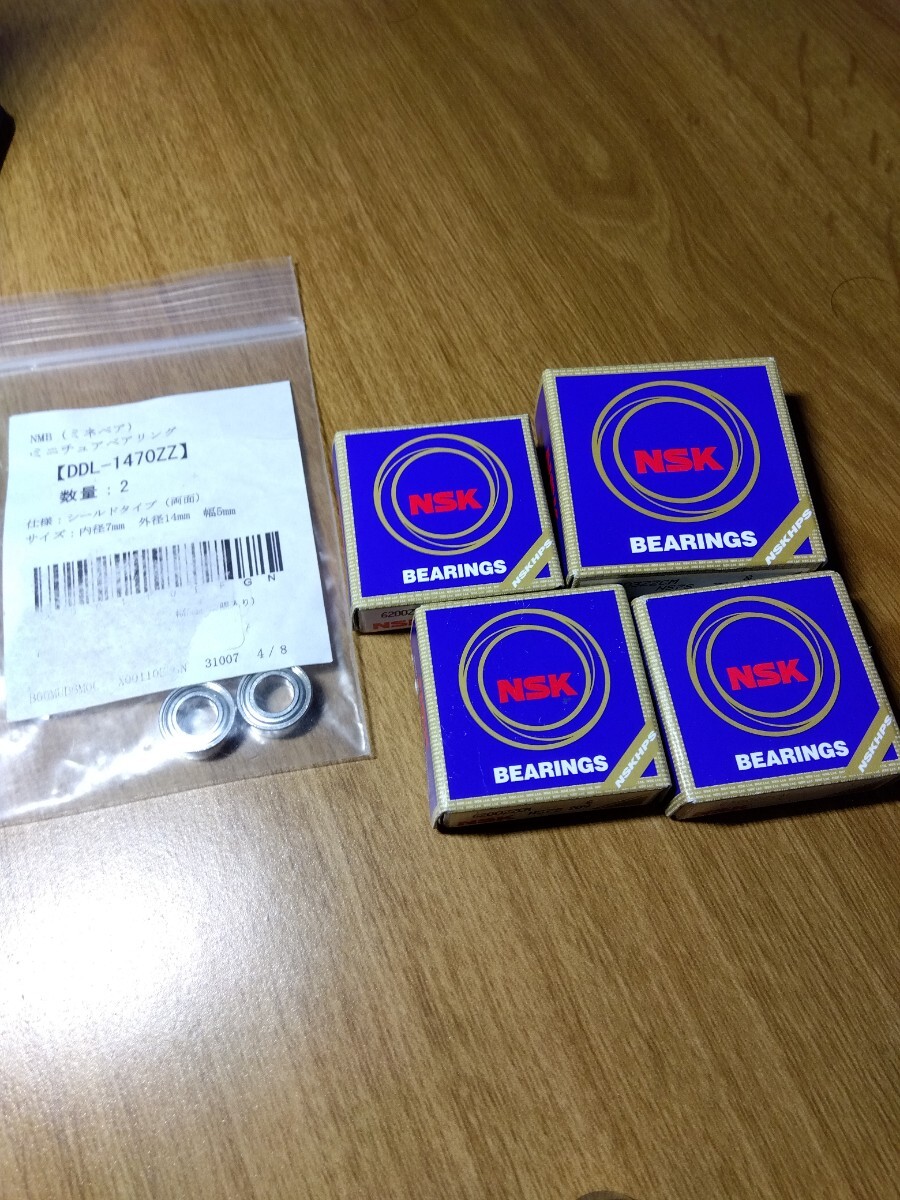 NMB (ミネベア)
ミニチュアベアリング
【DDL-1470ZZ】
数量:2
仕様:シールドタイプ(両面)
サイズ:内径7mm 外径14mm 幅5mm
G N
31007 4/8
NSK
BEARINGS
NSKHPS
6200Z
NSK
BEARINGS
NSKHPS
NSK
BEARINGS
NSKHPS
NSK
BEARINGS
NSKHPS